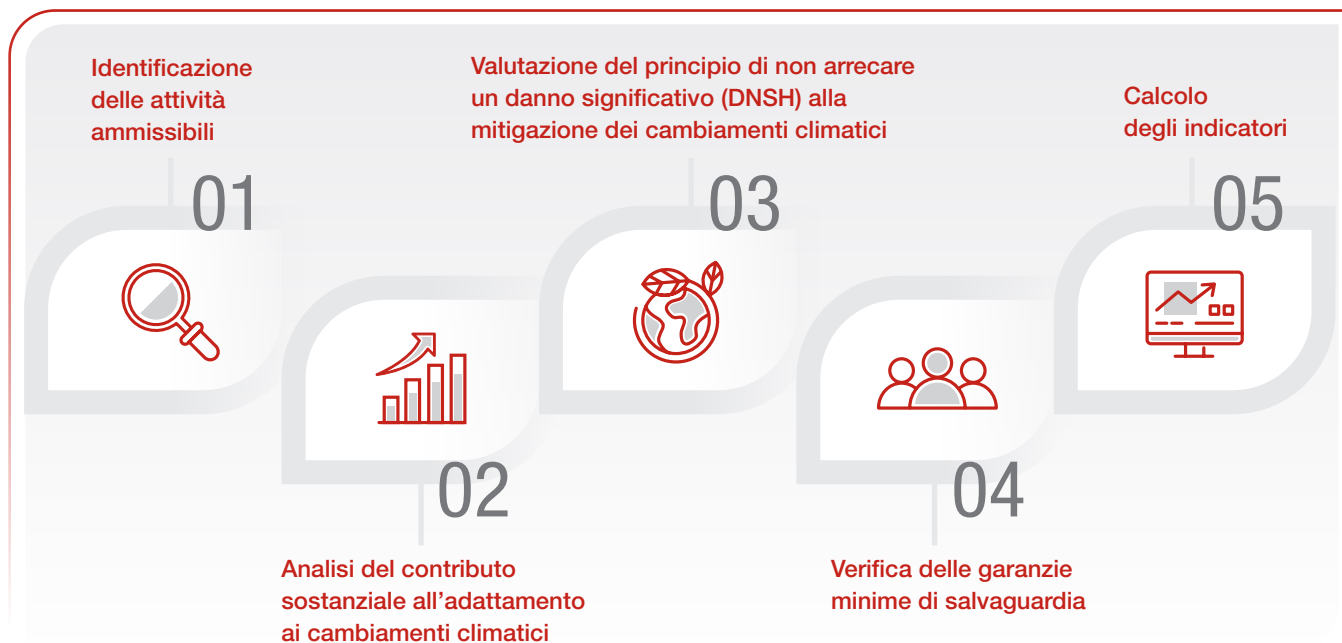 Identificazione
delle attività
ammissibili
01
02
Analisi del contributo
sostanziale all’adattamento
ai cambiamenti climatici
Valutazione del principio di non arrecare
un danno significativo (DNSH) alla
mitigazione dei cambiamenti climatici
03
04
Verifica delle garanzie
minime di salvaguardia
Calcolo
degli indicatori
05